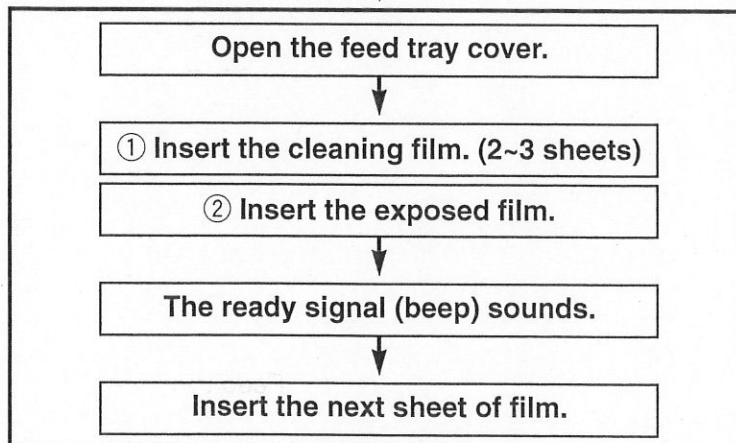 Open the feed tray cover.
① Insert the cleaning film. (2~3 sheets)
② Insert the exposed film.
The ready signal (beep) sounds.
Insert the next sheet of film.